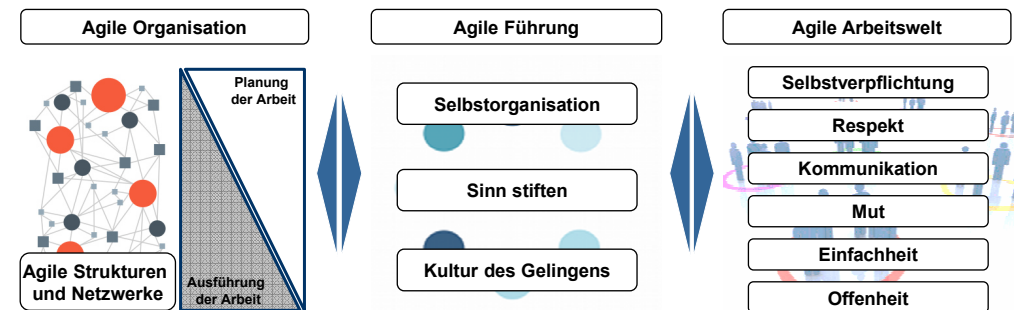 Agile Organisation
Planung
der Arbeit
Agile Strukturen
und Netzwerke
Ausführung
der Arbeit
Agile Führung
Selbstorganisation
Sinn stiften
Kultur des Gelingens
Agile Arbeitswelt
Selbstverpflichtung
Respekt
Kommunikation
Mut
Einfachheit
Offenheit